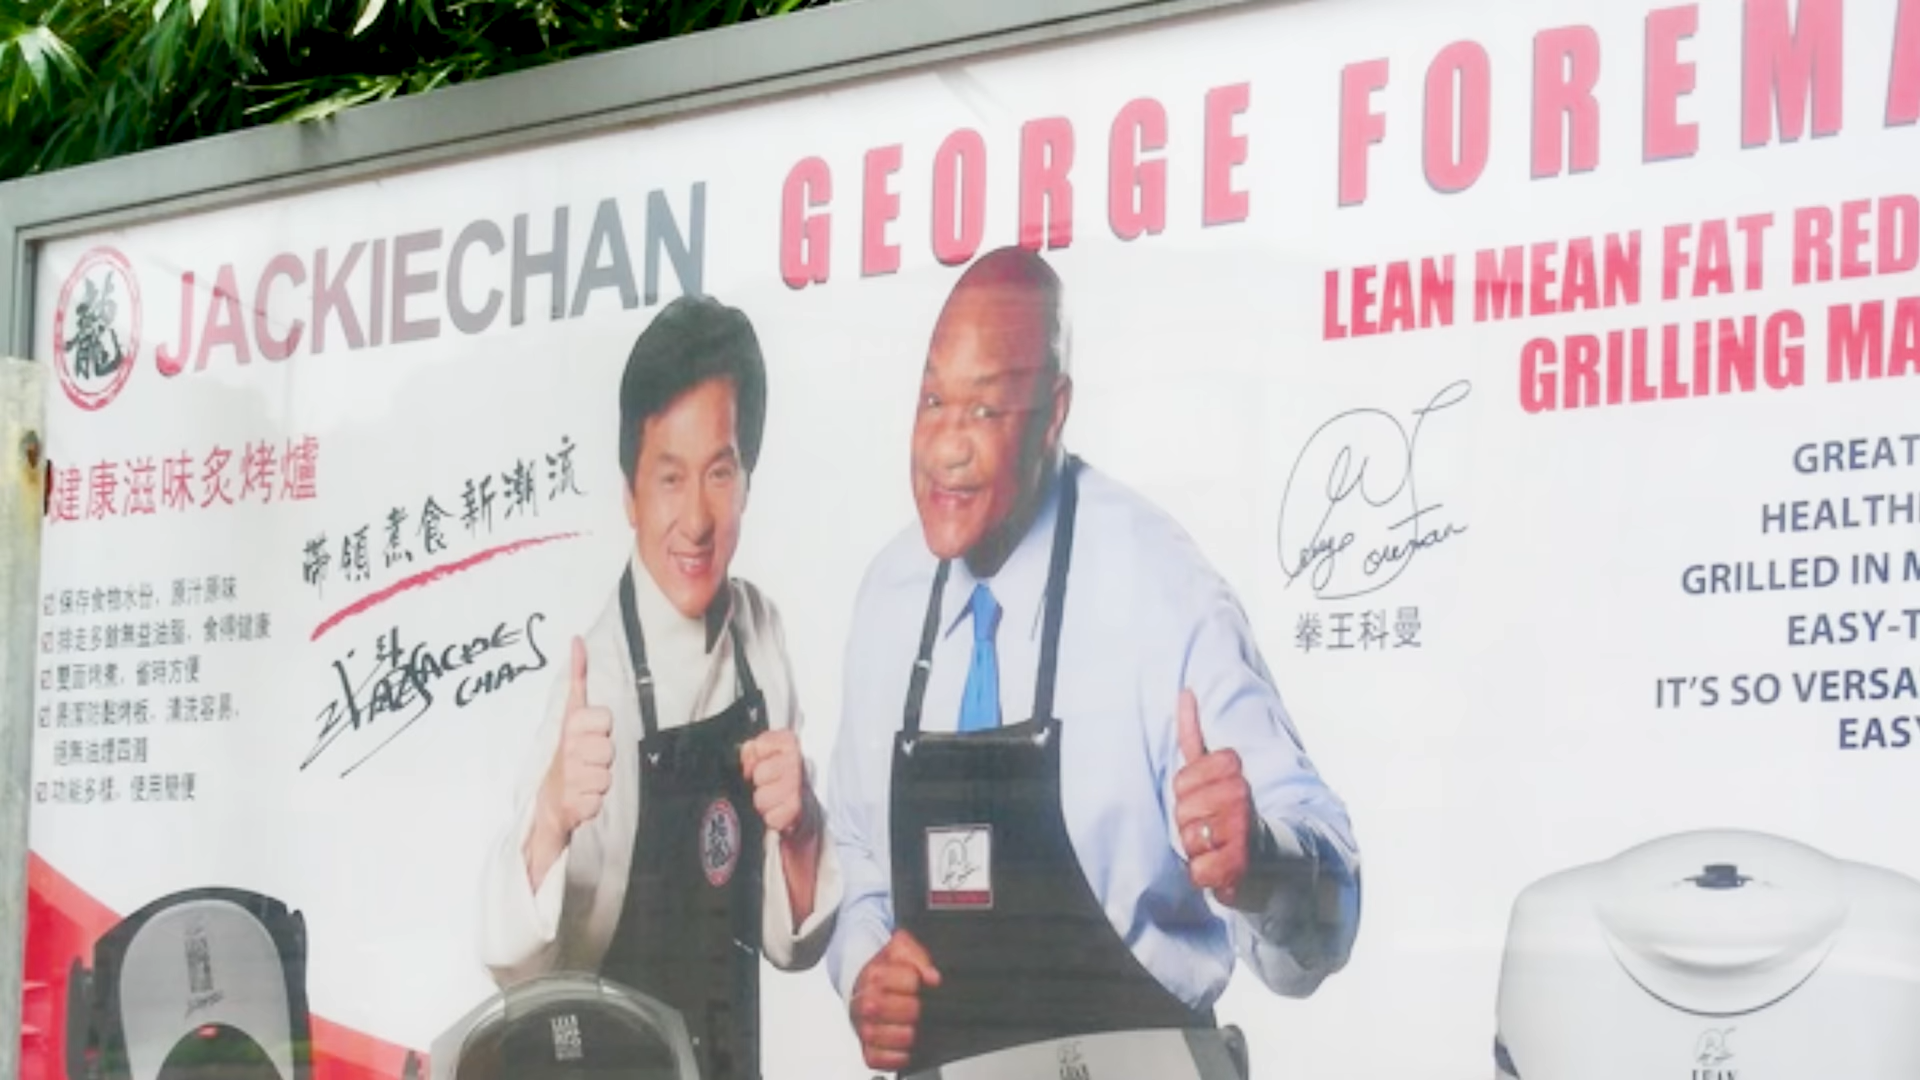 龍
JACKIECHAN
GEORGE FOREMA
LEAN MEAN FAT RED
GRILLING MA
健康滋味炙烤爐
帶領煮食新潮流
JACKIE
CHAN
拳王科曼
☑ 保存食物水份，原汁原味
☑ 排走多餘無益油脂，食得健康
☑ 雙面烤煮，省時方便
☑ 易潔防黏烤板，清洗容易，
絕無油煙四濺
☑ 功能多樣，使用簡便
GREAT
HEALTHI
GRILLED IN M
EASY-T
IT'S SO VERSA
EASY
龍
LEAN